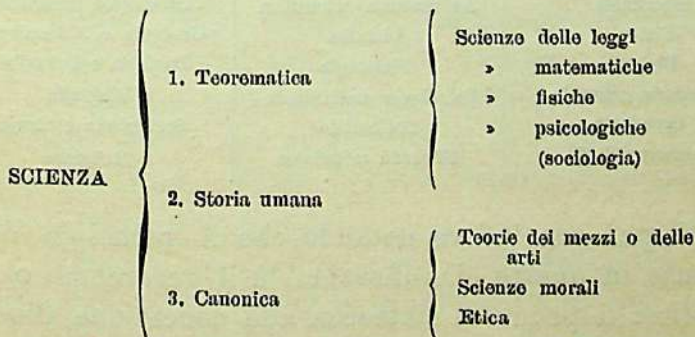 SCIENZA
1. Teorematica
Scienze delle leggi
» matematiche
» fisiche
» psicologiche
(sociologia)
2. Storia umana
3. Canonica
Teorie dei mezzi o delle
arti
Scienze morali
Etica